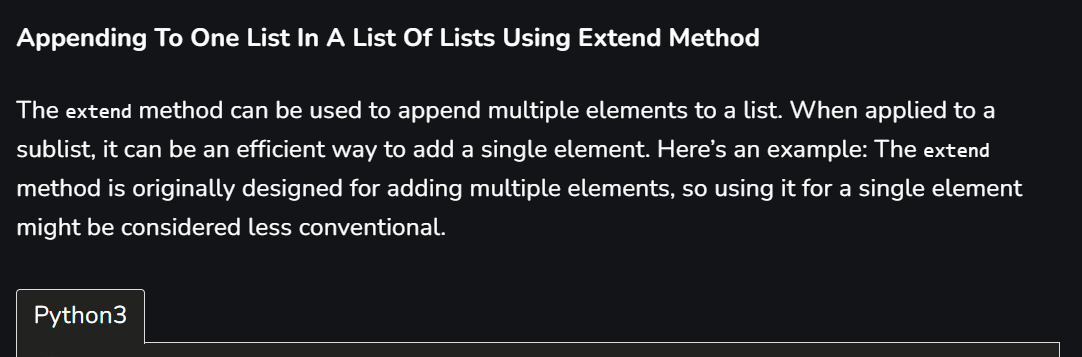 Appending To One List In A List Of Lists Using Extend Method
The extend method can be used to append multiple elements to a list. When applied to a
sublist, it can be an efficient way to add a single element. Here’s an example: The extend
method is originally designed for adding multiple elements, so using it for a single element
might be considered less conventional.
Python3